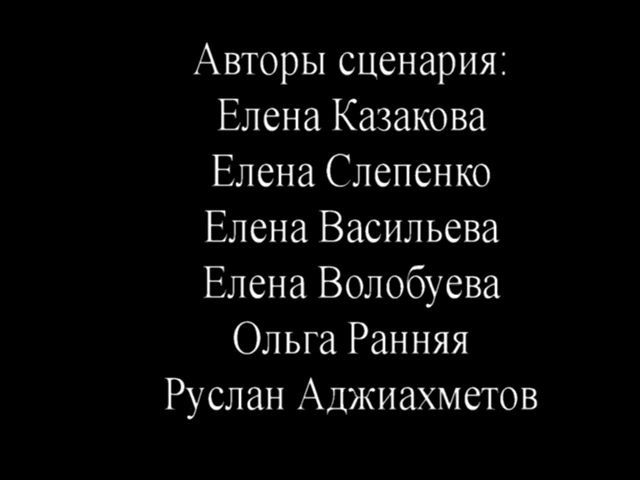 Авторы сценария:
Елена Казакова
Елена Слепенко
Елена Васильева
Елена Волобуева
Ольга Ранняя
Руслан Аджиахметов